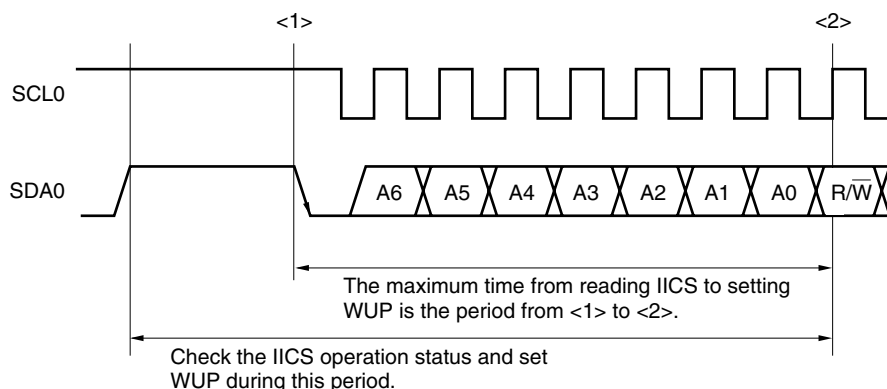 <1> <2>
SCL0
SDA0 A6 A5 A4 A3 A2 A1 A0 R/W̅
The maximum time from reading IICS to setting
WUP is the period from <1> to <2>.
Check the IICS operation status and set
WUP during this period.